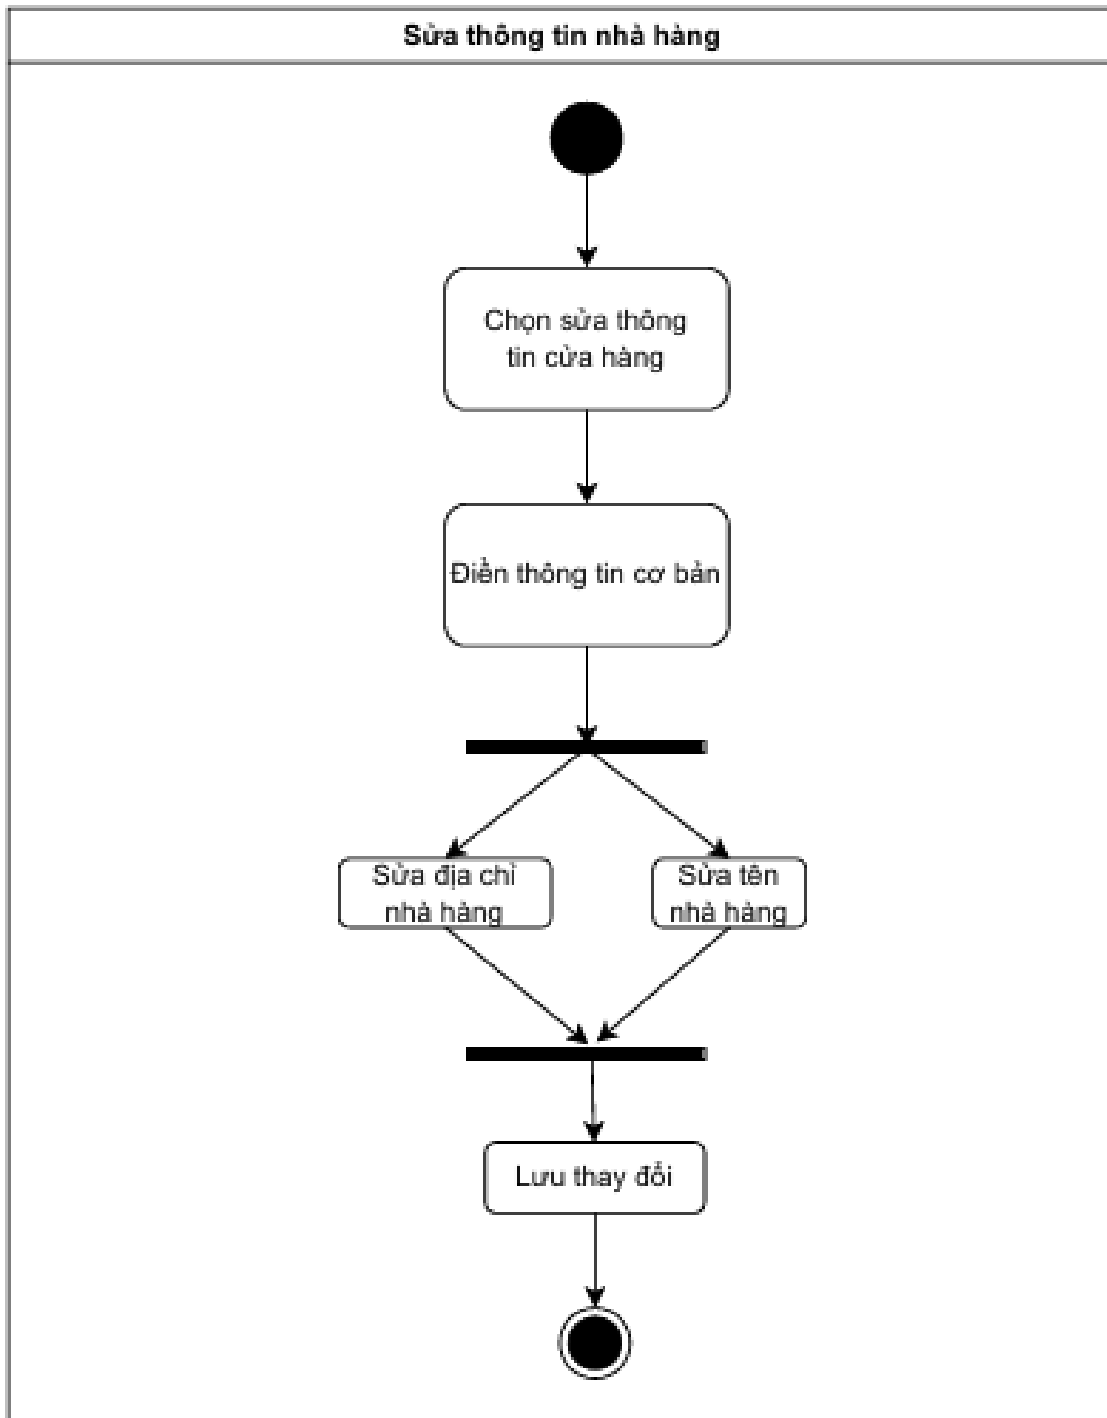 Sửa thông tin nhà hàng
Chọn sửa thông
tin cửa hàng
Điền thông tin cơ bản
Sửa địa chỉ
nhà hàng
Sửa tên
nhà hàng
Lưu thay đổi